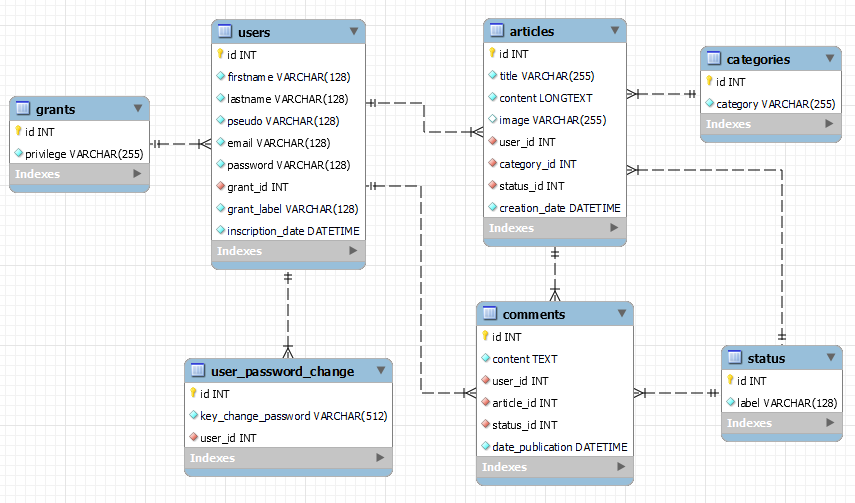 users
id INT
firstname VARCHAR(128)
lastname VARCHAR(128)
pseudo VARCHAR(128)
email VARCHAR(128)
password VARCHAR(128)
grant_id INT
grant_label VARCHAR(128)
inscription_date DATETIME
Indexes
articles
id INT
title VARCHAR(255)
content LONGTEXT
image VARCHAR(255)
user_id INT
category_id INT
status_id INT
creation_date DATETIME
Indexes
categories
id INT
category VARCHAR(255)
Indexes
grants
id INT
privilege VARCHAR(255)
Indexes
user_password_change
id INT
key_change_password VARCHAR(512)
user_id INT
Indexes
comments
id INT
content TEXT
user_id INT
article_id INT
status_id INT
date_publication DATETIME
Indexes
status
id INT
label VARCHAR(128)
Indexes